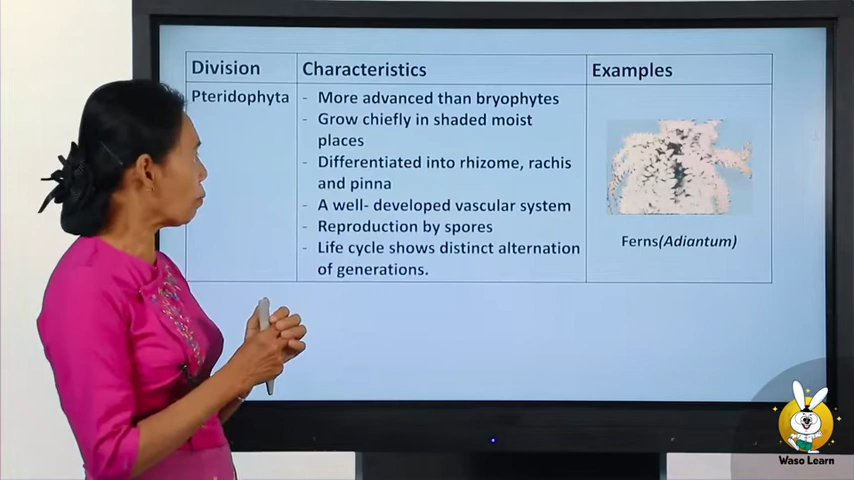 Division Characteristics Examples
Pteridophyta
- More advanced than bryophytes
- Grow chiefly in shaded moist
places
- Differentiated into rhizome, rachis
and pinna
- A well- developed vascular system
- Reproduction by spores
- Life cycle shows distinct alternation
of generations.
Ferns(Adiantum)
Waso Learn